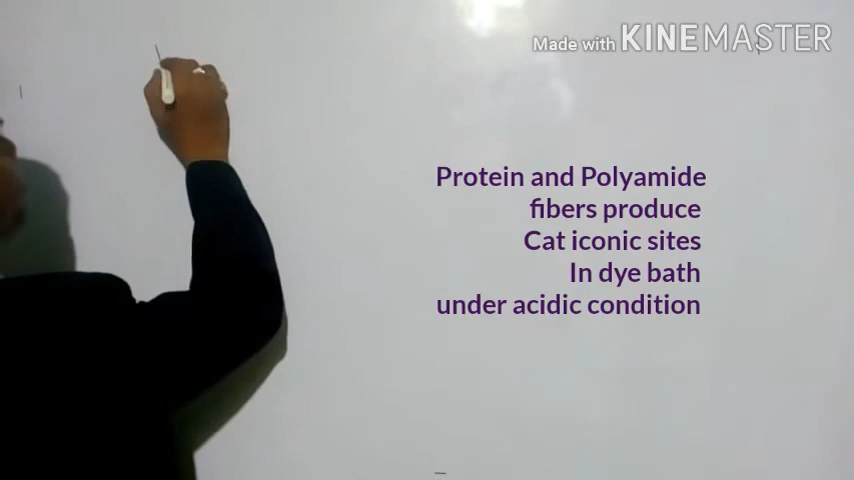 Made with KINEMASTER
Protein and Polyamide
fibers produce
Cat iconic sites
In dye bath
under acidic condition